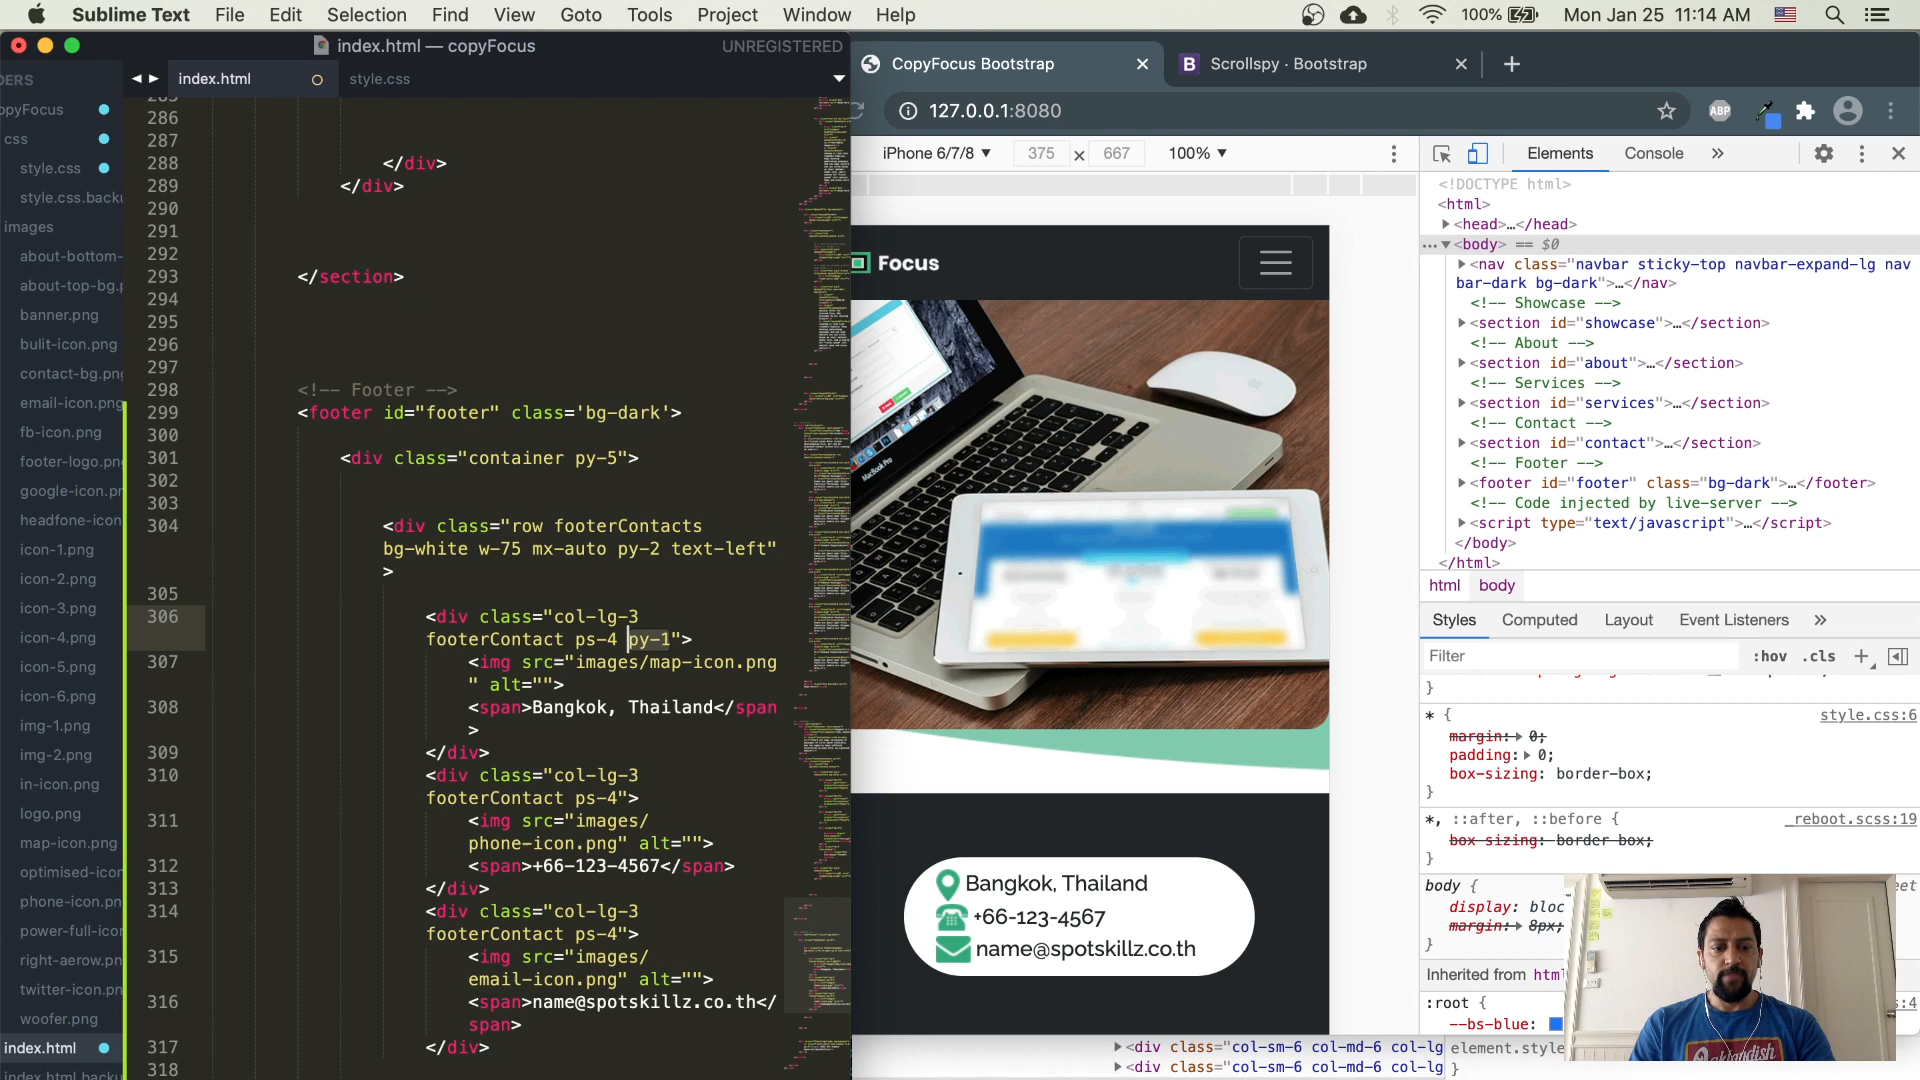 Sublime Text File Edit Selection Find View Goto Tools Project Window Help 100% Mon Jan 25 11:14 AM
index.html — copyFocus UNREGISTERED
index.html style.css
CopyFocus Bootstrap
B Scrollspy · Bootstrap
127.0.0.1:8080
ABP
css
style.css
images
banner.png
bulit-icon.png
fb-icon.png
icon-1.png
icon-2.png
icon-3.png
icon-4.png
icon-5.png
icon-6.png
img-1.png
img-2.png
in-icon.png
logo.png
map-icon.png
woofer.png
index.html
286
287
288 </div>
289 </div>
290
291
292
293 </section>
294
295
296
297
298 <!-- Footer -->
299 <footer id="footer" class='bg-dark'>
300
301 <div class="container py-5">
302
303
304 <div class="row footerContacts
bg-white w-75 mx-auto py-2 text-left"
>
305
306 <div class="col-lg-3
footerContact ps-4 py-1">
307 <img src="images/map-icon.png
" alt="">
308 <span>Bangkok, Thailand</span
>
309 </div>
310 <div class="col-lg-3
footerContact ps-4">
311 <img src="images/
phone-icon.png" alt="">
312 <span>+66-123-4567</span>
313 </div>
314 <div class="col-lg-3
footerContact ps-4">
315 <img src="images/
email-icon.png" alt="">
316 <span>name@spotskillz.co.th</
span>
317 </div>
318
iPhone 6/7/8 ▼ 375 × 667 100% ▼
Focus
MacBook Pro
Bangkok, Thailand
+66-123-4567
name@spotskillz.co.th
Elements Console »
<!DOCTYPE html>
<html>
<head>…</head>
<body> == $0
<nav class="navbar sticky-top navbar-expand-lg nav
bar-dark bg-dark">…</nav>
<!-- Showcase -->
<section id="showcase">…</section>
<!-- About -->
<section id="about">…</section>
<!-- Services -->
<section id="services">…</section>
<!-- Contact -->
<section id="contact">…</section>
<!-- Footer -->
<footer id="footer" class="bg-dark">…</footer>
<!-- Code injected by live-server -->
<script type="text/javascript">…</script>
</body>
</html>
html body
Styles Computed Layout Event Listeners »
Filter :hov .cls +
}
* { style.css:6
margin: 0;
padding: 0;
box-sizing: border-box;
}
*, ::after, ::before { _reboot.scss:19
box-sizing: border-box;
}
body {
display: bloc
margin: 8px;
}
Inherited from html
:root {
--bs-blue:
<div class="col-sm-6 col-md-6 col-lg
<div class="col-sm-6 col-md-6 col-lg
element.style
}